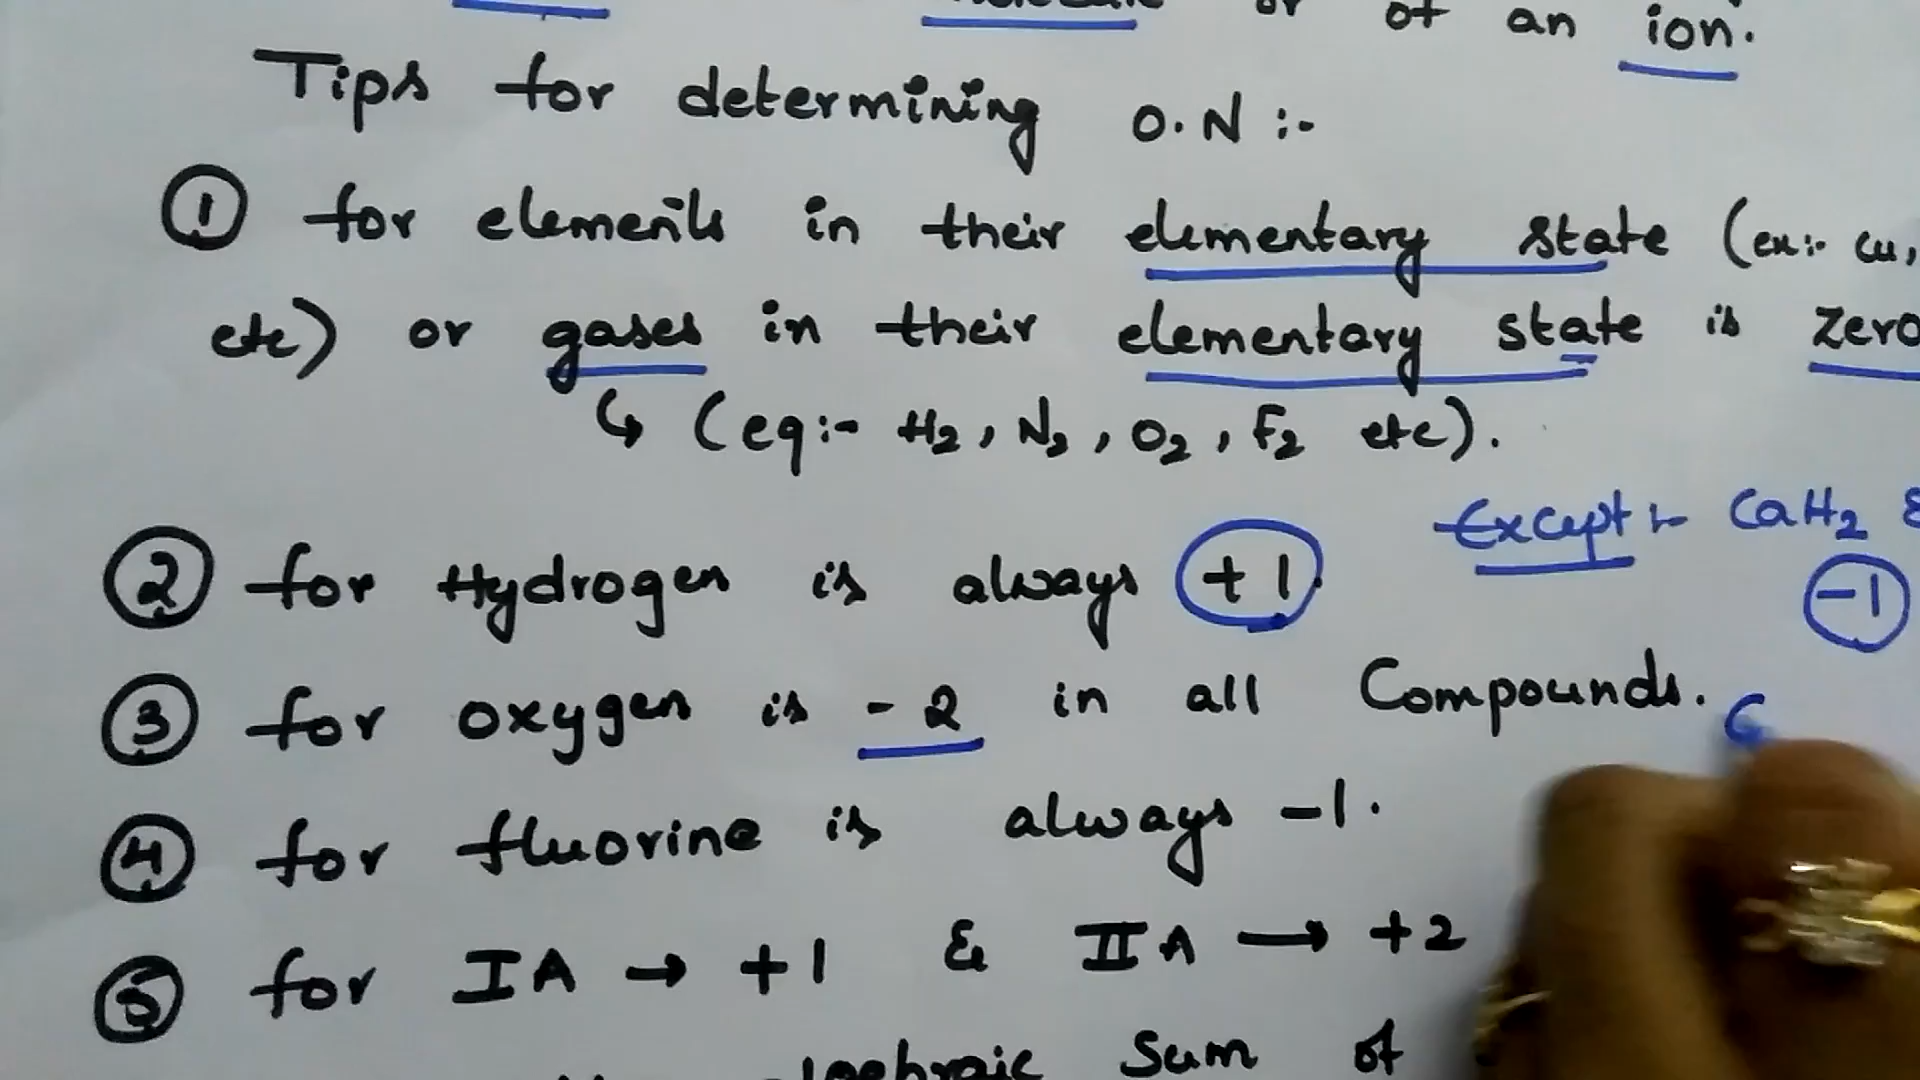 or of an ion.
Tips for determining O.N :-
① for elements in their elementary state (ex:- Cu,
etc) or gases in their elementary state is zero
↳ (eg:- H₂, N₂, O₂, F₂ etc).
Except :- CaH₂ &
② for Hydrogen is always +1.
-1
③ for oxygen is -2 in all Compounds.
④ for fluorine is always -1.
⑤ for IA → +1 & IIA → +2
algebraic Sum of